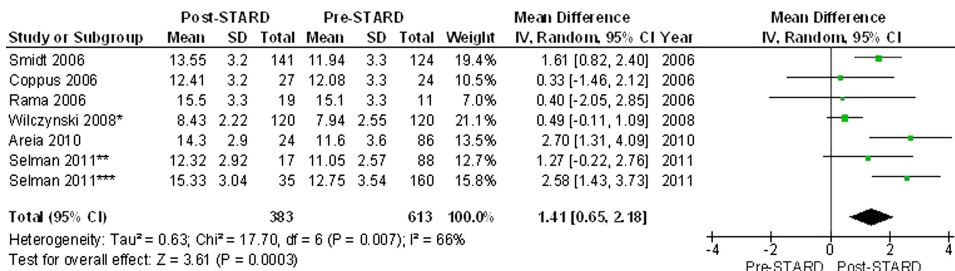 Post-STARD Pre-STARD Mean Difference Mean Difference
Study or Subgroup Mean SD Total Mean SD Total Weight IV, Random, 95% CI Year IV, Random, 95% CI
Smidt 2006 13.55 3.2 141 11.94 3.3 124 19.4% 1.61 [0.82, 2.40] 2006
Coppus 2006 12.41 3.2 27 12.08 3.3 24 10.5% 0.33 [-1.46, 2.12] 2006
Rama 2006 15.5 3.3 19 15.1 3.3 11 7.0% 0.40 [-2.05, 2.85] 2006
Wilczynski 2008* 8.43 2.22 120 7.94 2.55 120 21.1% 0.49 [-0.11, 1.09] 2008
Areia 2010 14.3 2.9 24 11.6 3.6 86 13.5% 2.70 [1.31, 4.09] 2010
Selman 2011** 12.32 2.92 17 11.05 2.57 88 12.7% 1.27 [-0.22, 2.76] 2011
Selman 2011*** 15.33 3.04 35 12.75 3.54 160 15.8% 2.58 [1.43, 3.73] 2011
Total (95% CI) 383 613 100.0% 1.41 [0.65, 2.18]
Heterogeneity: Tau² = 0.63; Chi² = 17.70, df = 6 (P = 0.007); I² = 66%
Test for overall effect: Z = 3.61 (P = 0.0003)
-4 -2 0 2 4
Pre-STARD Post-STARD